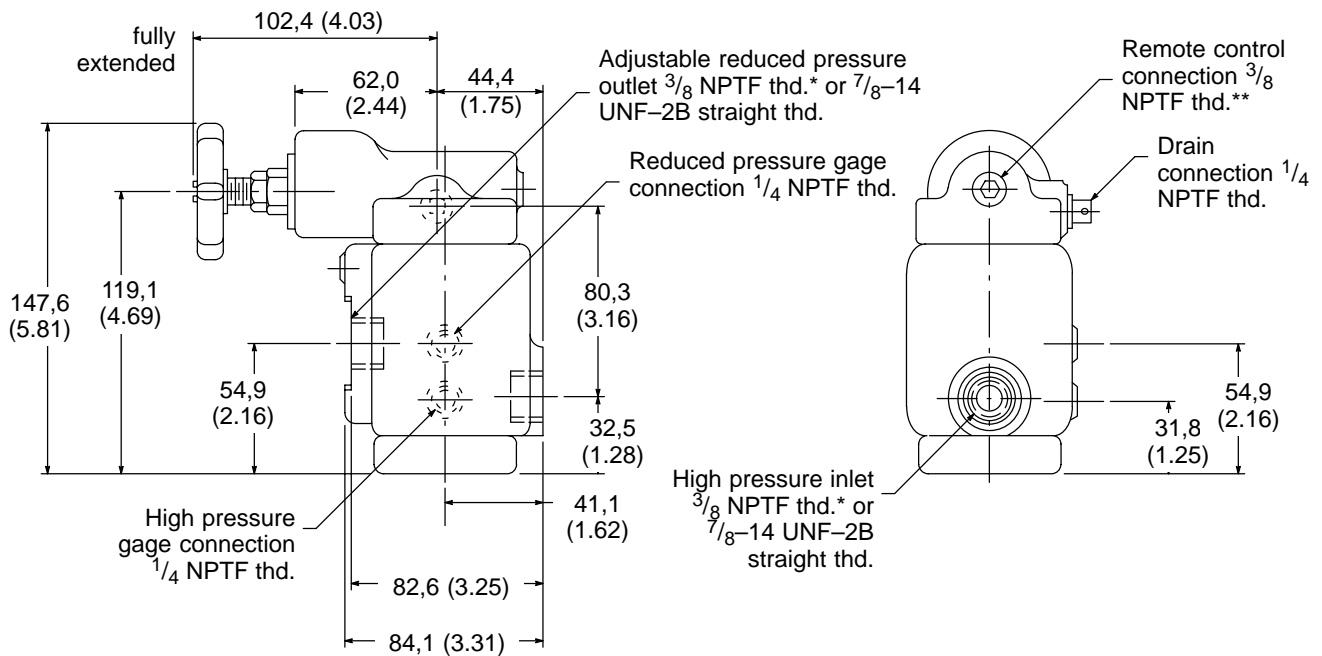 102,4 (4.03)
fully
extended
62,0
(2.44)
44,4
(1.75)
Adjustable reduced pressure
outlet 3/8 NPTF thd.* or 7/8–14
UNF–2B straight thd.
Reduced pressure gage
connection 1/4 NPTF thd.
Remote control
connection 3/8
NPTF thd.**
Drain
connection 1/4
NPTF thd.
147,6
(5.81)
119,1
(4.69)
54,9
(2.16)
80,3
(3.16)
32,5
(1.28)
41,1
(1.62)
High pressure
gage connection
1/4 NPTF thd.
82,6 (3.25)
84,1 (3.31)
High pressure inlet
3/8 NPTF thd.* or
7/8–14 UNF–2B
straight thd.
31,8
(1.25)
54,9
(2.16)